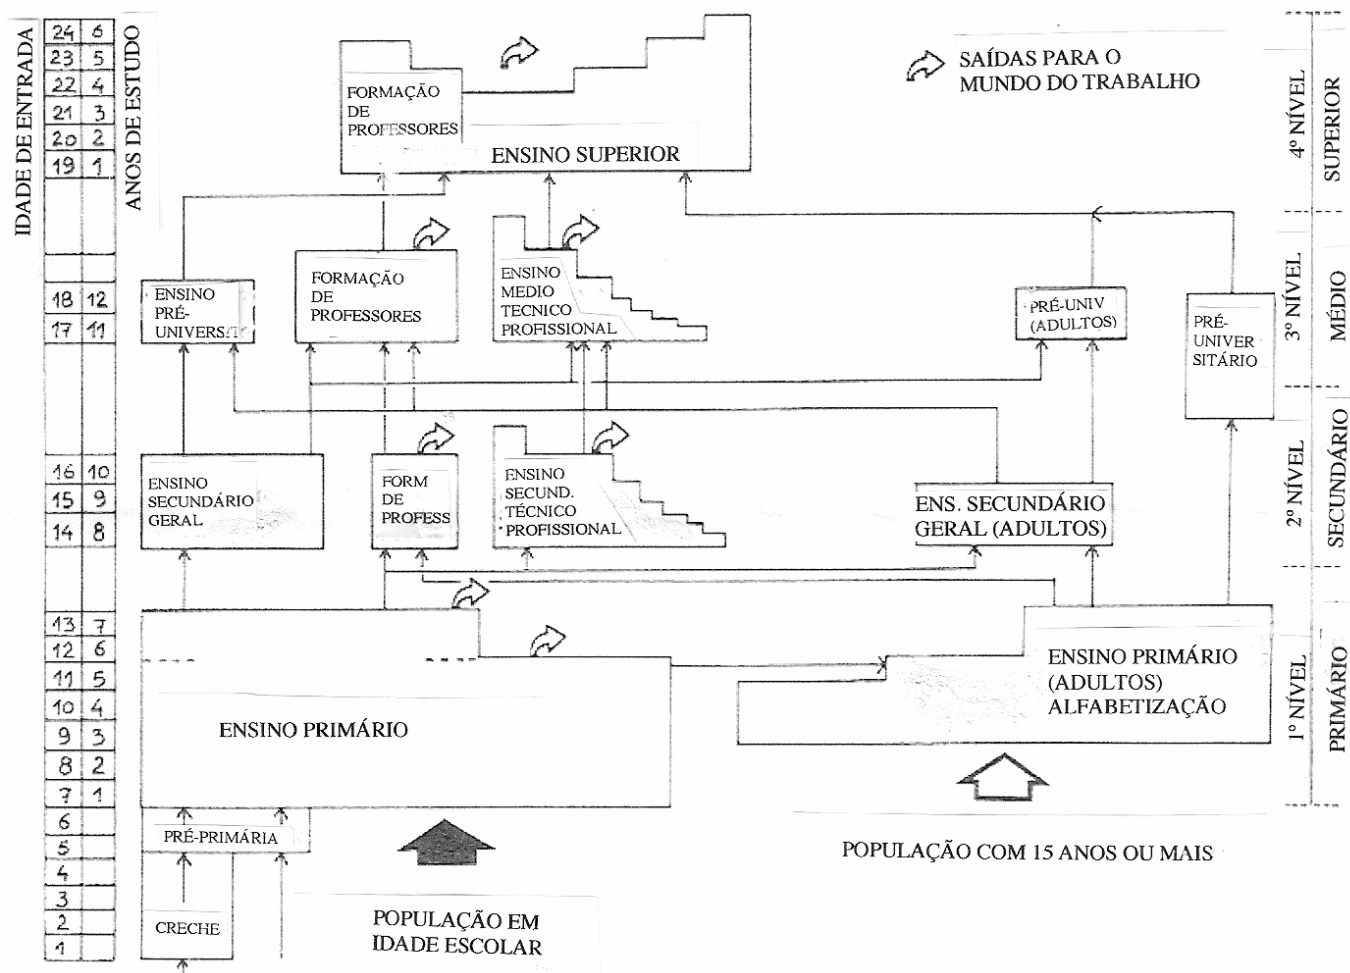 IDADE DE ENTRADA
ANOS DE ESTUDO
24 6
23 5
22 4
21 3
20 2
19 1
18 12
17 11
16 10
15 9
14 8
13 7
12 6
11 5
10 4
9 3
8 2
7 1
6
5
4
3
2
1
SAÍDAS PARA O
MUNDO DO TRABALHO
4º NÍVEL
SUPERIOR
FORMAÇÃO
DE
PROFESSORES
ENSINO SUPERIOR
3º NÍVEL
MÉDIO
ENSINO
PRÉ-
UNIVERSIT
FORMAÇÃO
DE
PROFESSORES
ENSINO
MEDIO
TECNICO
PROFISSIONAL
PRÉ-UNIV
(ADULTOS)
PRÉ-
UNIVER
SITÁRIO
2º NÍVEL
SECUNDÁRIO
ENSINO
SECUNDÁRIO
GERAL
FORM
DE
PROFESS
ENSINO
SECUND.
TÉCNICO
PROFISSIONAL
ENS. SECUNDÁRIO
GERAL (ADULTOS)
1º NÍVEL
PRIMÁRIO
ENSINO PRIMÁRIO
ENSINO PRIMÁRIO
(ADULTOS)
ALFABETIZAÇÃO
PRÉ-PRIMÁRIA
CRECHE
POPULAÇÃO EM
IDADE ESCOLAR
POPULAÇÃO COM 15 ANOS OU MAIS